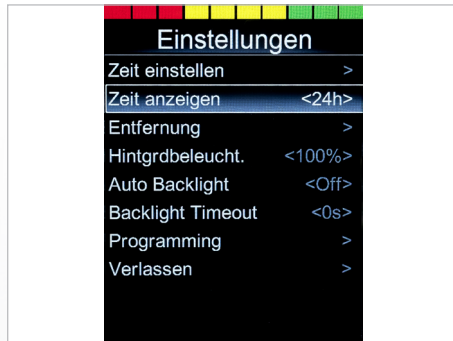 Einstellungen
Zeit einstellen >
Zeit anzeigen <24h>
Entfernung >
Hintgrdbeleucht. <100%>
Auto Backlight <Off>
Backlight Timeout <0s>
Programming >
Verlassen >